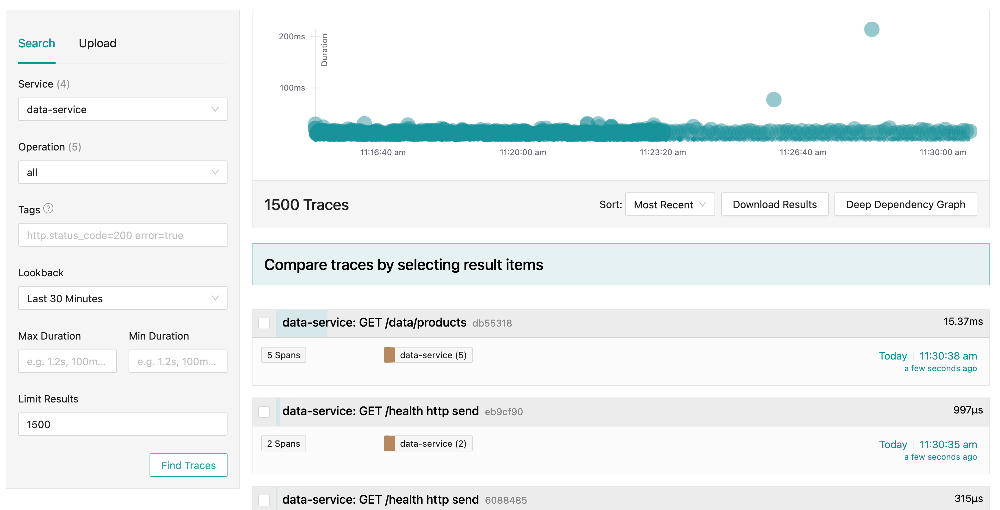 Search Upload
Service (4)
data-service
Operation (5)
all
Tags ?
http.status_code=200 error=true
Lookback
Last 30 Minutes
Max Duration Min Duration
e.g. 1.2s, 100m... e.g. 1.2s, 100m...
Limit Results
1500
Find Traces
200ms
Duration
100ms
Time
11:16:40 am 11:20:00 am 11:23:20 am 11:26:40 am 11:30:00 am
1500 Traces Sort: Most Recent Download Results Deep Dependency Graph
Compare traces by selecting result items
data-service: GET /data/products db55318 15.37ms
5 Spans data-service (5) Today 11:30:38 am
a few seconds ago
data-service: GET /health http send eb9cf90 997μs
2 Spans data-service (2) Today 11:30:35 am
a few seconds ago
data-service: GET /health http send 6088485 315μs